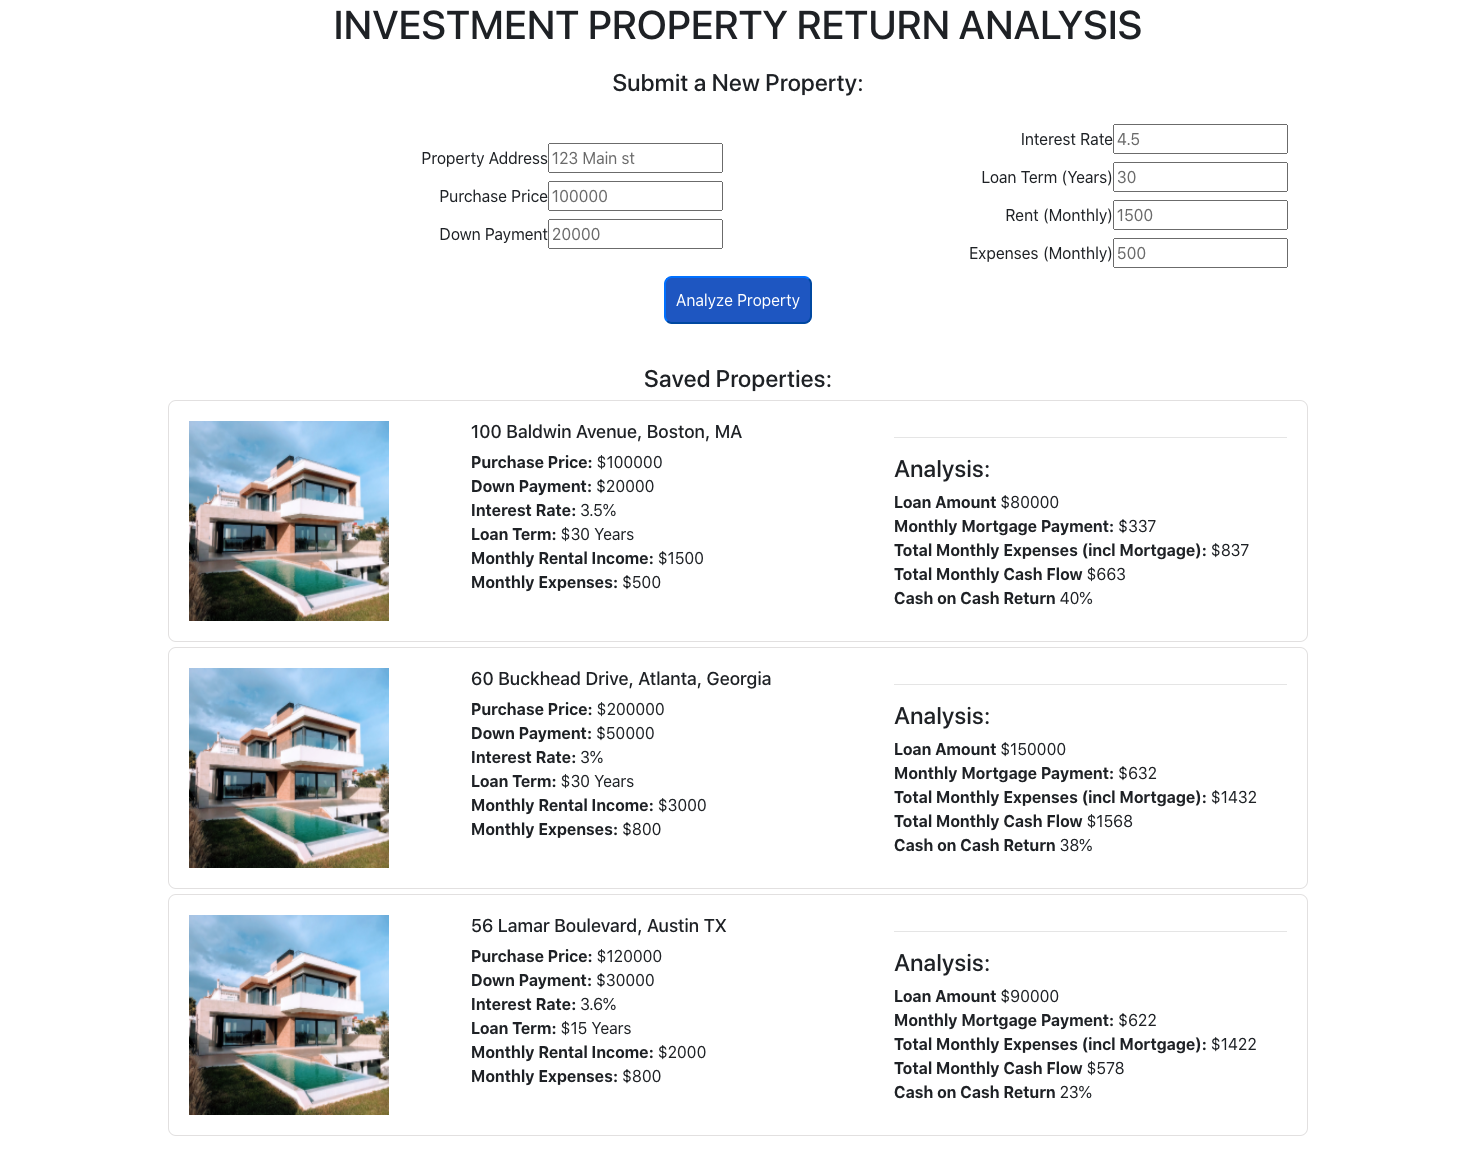 INVESTMENT PROPERTY RETURN ANALYSIS
Submit a New Property:
Property Address 123 Main st
Purchase Price 100000
Down Payment 20000
Interest Rate 4.5
Loan Term (Years) 30
Rent (Monthly) 1500
Expenses (Monthly) 500
Analyze Property
Saved Properties:
100 Baldwin Avenue, Boston, MA
Purchase Price: $100000
Down Payment: $20000
Interest Rate: 3.5%
Loan Term: $30 Years
Monthly Rental Income: $1500
Monthly Expenses: $500
Analysis:
Loan Amount $80000
Monthly Mortgage Payment: $337
Total Monthly Expenses (incl Mortgage): $837
Total Monthly Cash Flow $663
Cash on Cash Return 40%
60 Buckhead Drive, Atlanta, Georgia
Purchase Price: $200000
Down Payment: $50000
Interest Rate: 3%
Loan Term: $30 Years
Monthly Rental Income: $3000
Monthly Expenses: $800
Analysis:
Loan Amount $150000
Monthly Mortgage Payment: $632
Total Monthly Expenses (incl Mortgage): $1432
Total Monthly Cash Flow $1568
Cash on Cash Return 38%
56 Lamar Boulevard, Austin TX
Purchase Price: $120000
Down Payment: $30000
Interest Rate: 3.6%
Loan Term: $15 Years
Monthly Rental Income: $2000
Monthly Expenses: $800
Analysis:
Loan Amount $90000
Monthly Mortgage Payment: $622
Total Monthly Expenses (incl Mortgage): $1422
Total Monthly Cash Flow $578
Cash on Cash Return 23%